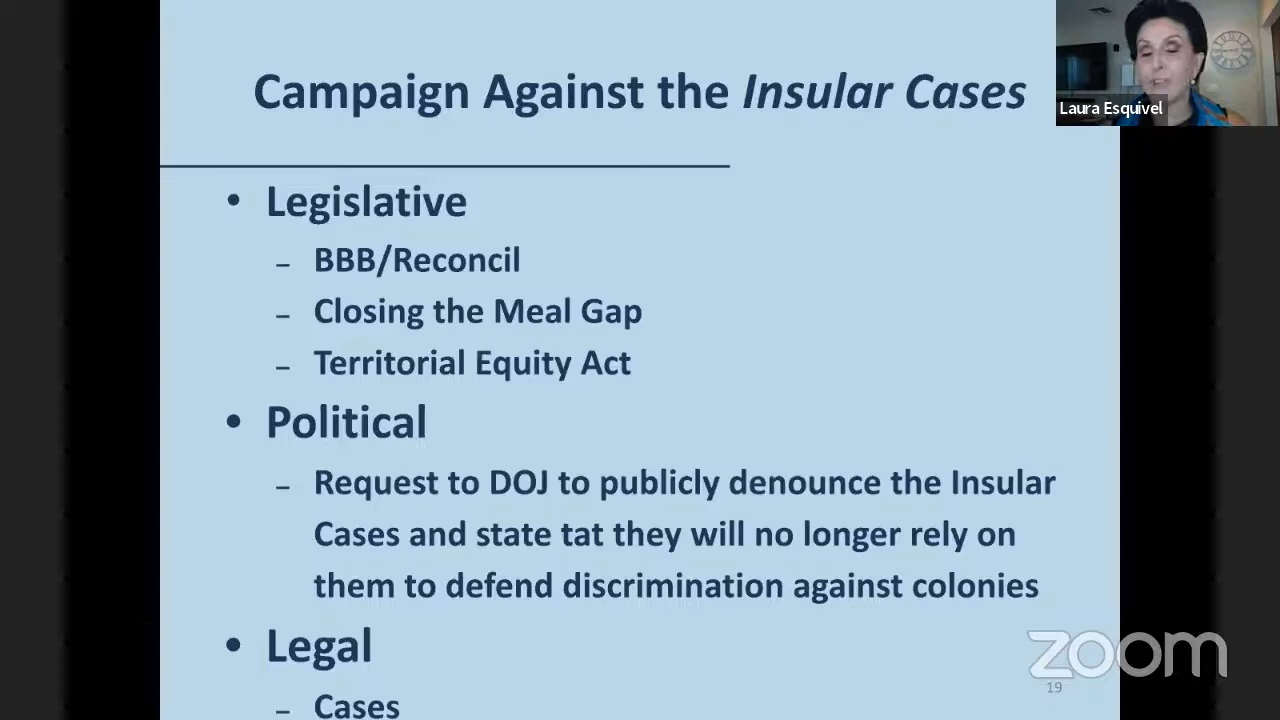 Campaign Against the Insular Cases
Laura Esquivel
• Legislative
– BBB/Reconcil
– Closing the Meal Gap
– Territorial Equity Act
• Political
– Request to DOJ to publicly denounce the Insular
Cases and state tat they will no longer rely on
them to defend discrimination against colonies
• Legal
– Cases
zoom
19